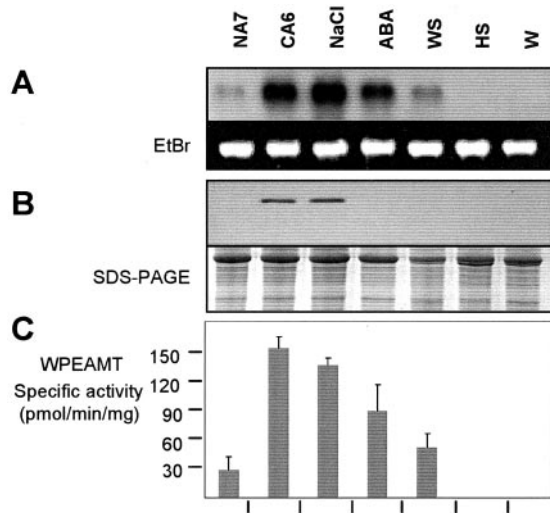 NA7 CA6 NaCl ABA WS HS W
A
EtBr
B
SDS-PAGE
C
WPEAMT
Specific activity
(pmol/min/mg)
150
120
90
60
30